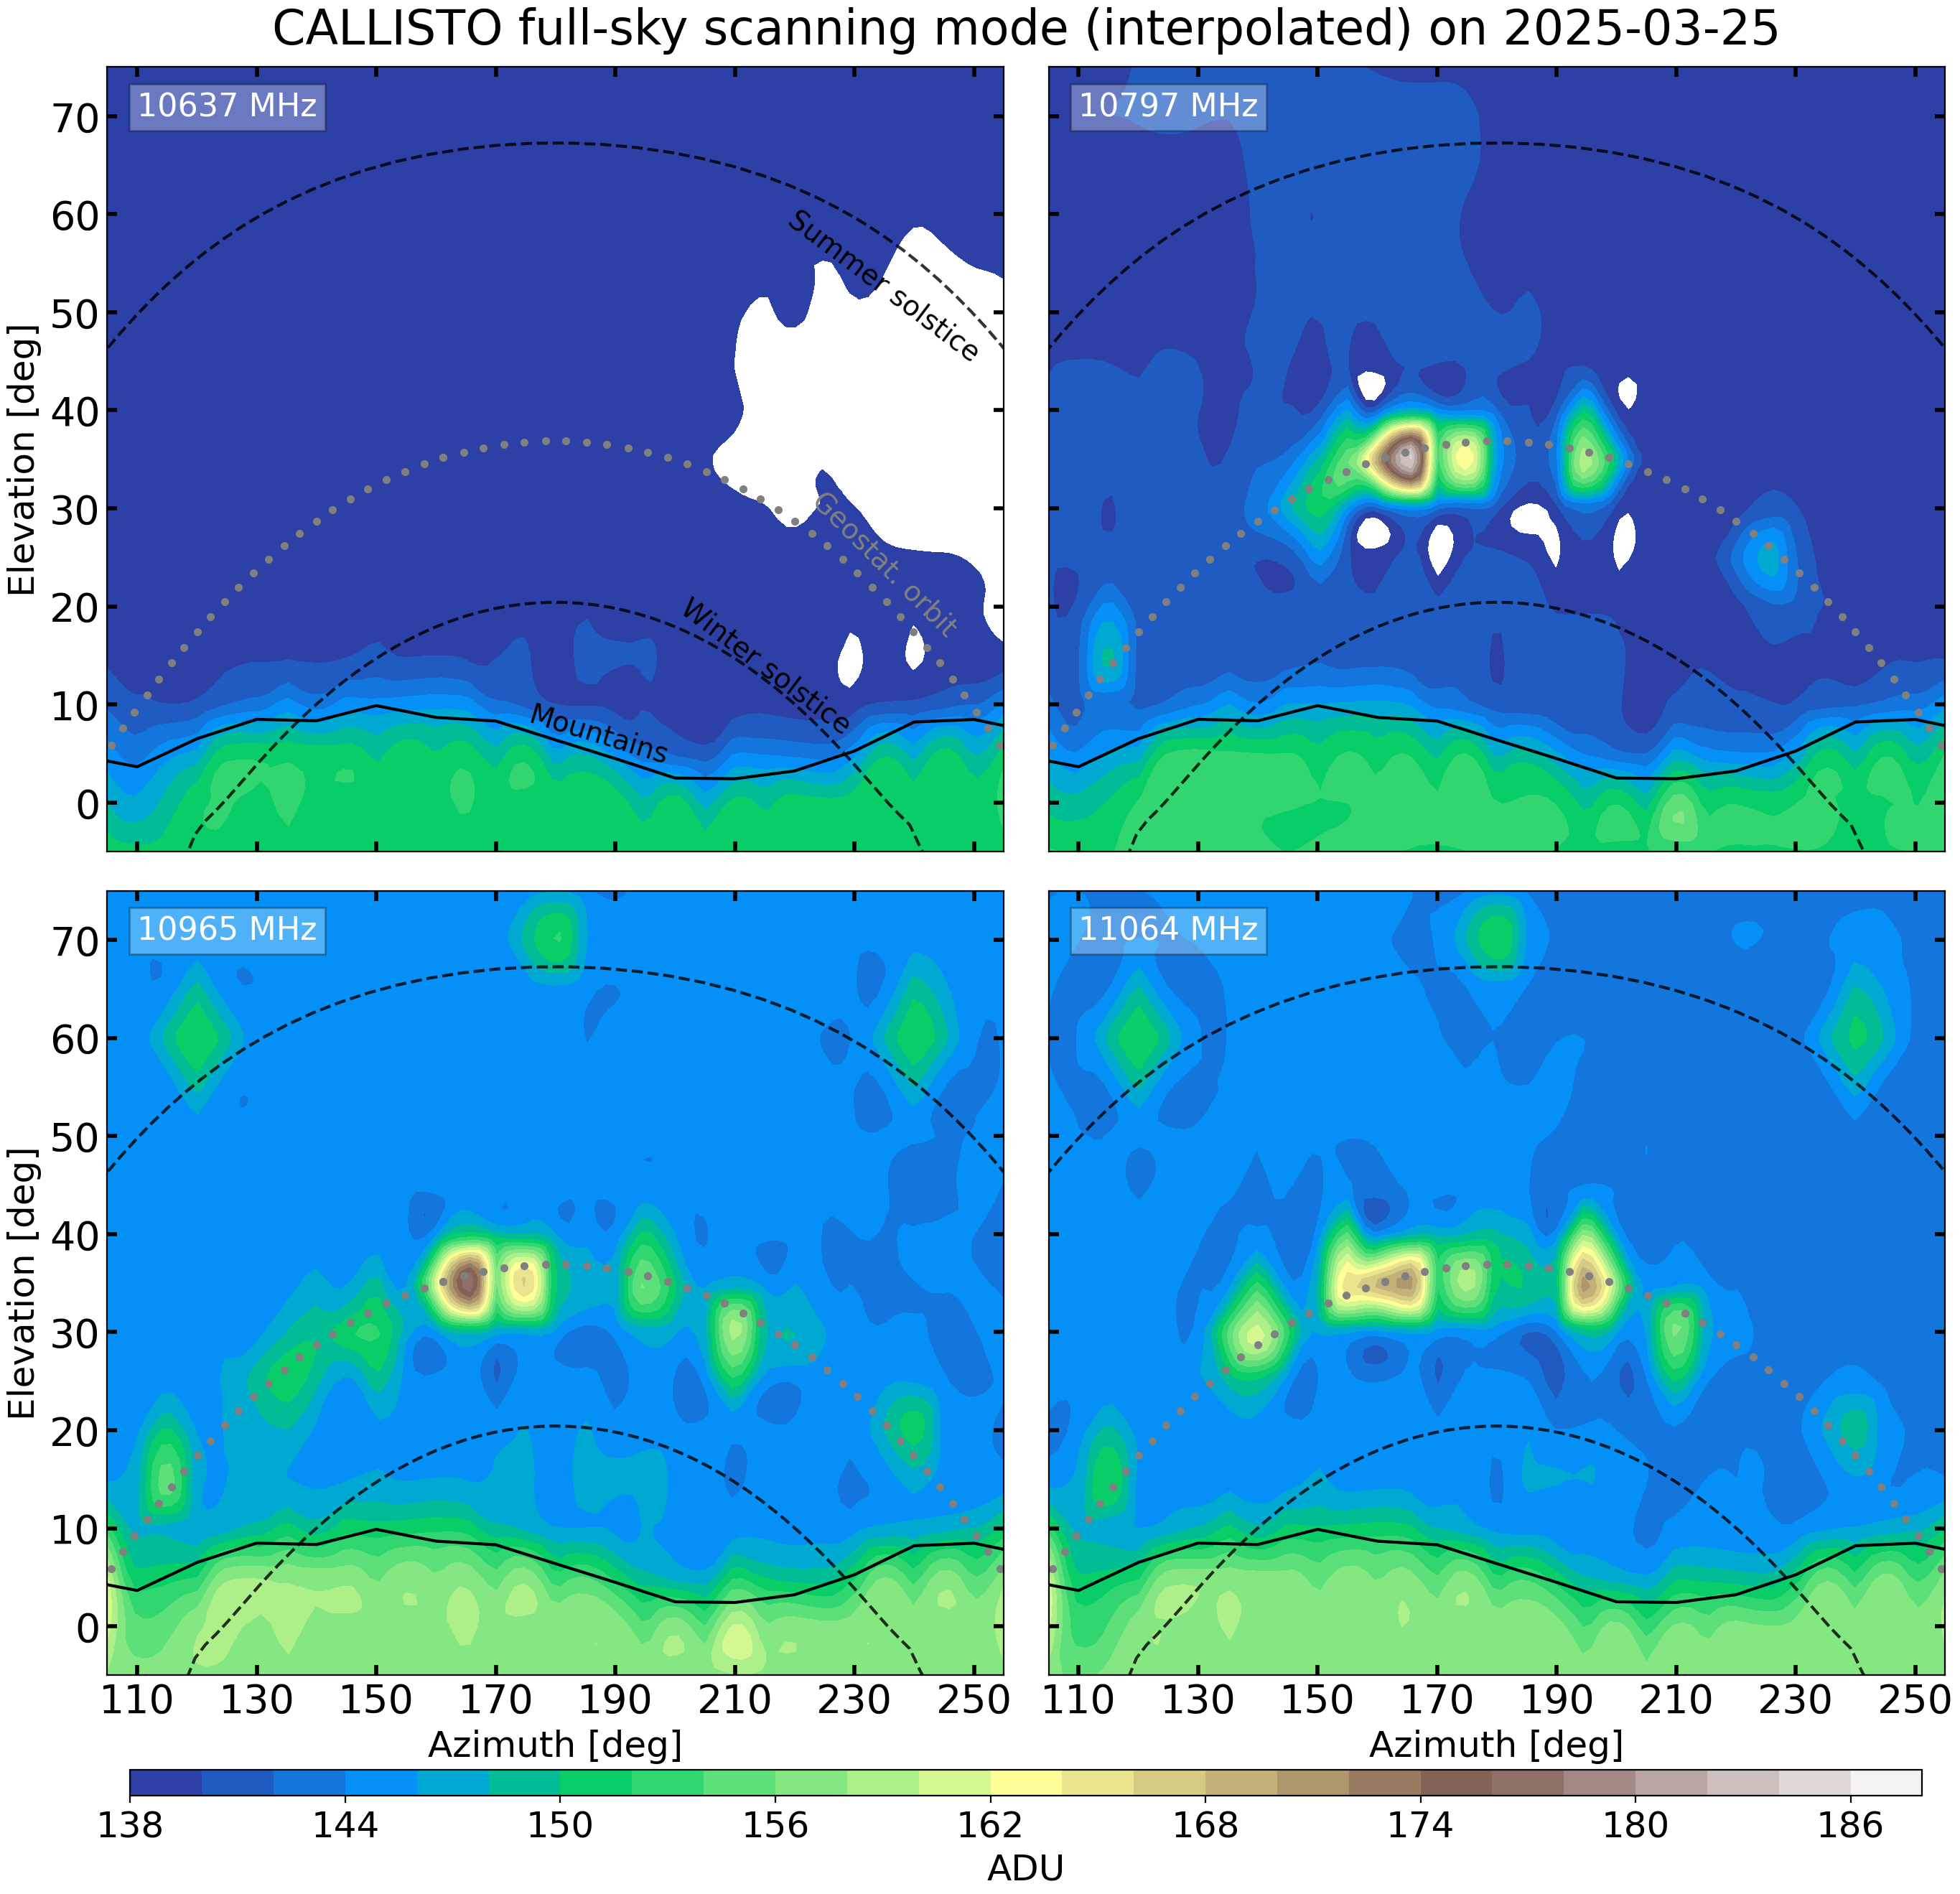 CALLISTO full-sky scanning mode (interpolated) on 2025-03-25
10637 MHz
10797 MHz
70
60
50
40
30
20
10
0
Elevation [deg]
Summer solstice
Geostat. orbit
Winter solstice
Mountains
10965 MHz
11064 MHz
70
60
50
40
30
20
10
0
Elevation [deg]
110 130 150 170 190 210 230 250
110 130 150 170 190 210 230 250
Azimuth [deg]
Azimuth [deg]
138 144 150 156 162 168 174 180 186
ADU